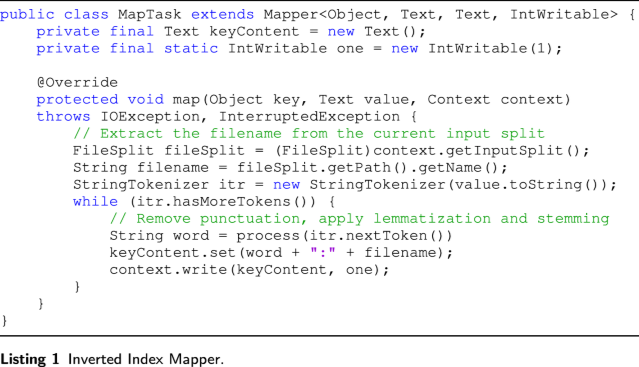 public class MapTask extends Mapper<Object, Text, Text, IntWritable> {
    private final Text keyContent = new Text();
    private final static IntWritable one = new IntWritable(1);

    @Override
    protected void map(Object key, Text value, Context context)
    throws IOException, InterruptedException {
        // Extract the filename from the current input split
        FileSplit fileSplit = (FileSplit)context.getInputSplit();
        String filename = fileSplit.getPath().getName();
        StringTokenizer itr = new StringTokenizer(value.toString());
        while (itr.hasMoreTokens()) {
            // Remove punctuation, apply lemmatization and stemming
            String word = process(itr.nextToken())
            keyContent.set(word + ":" + filename);
            context.write(keyContent, one);
        }
    }
}
Listing 1 Inverted Index Mapper.